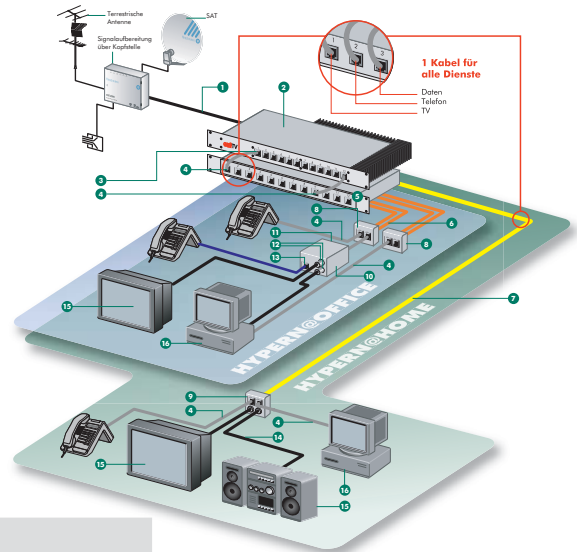 Terrestrische
Antenne
SAT
Signalaufbereitung
über Kopfstelle
1
2
3
1 Kabel für
alle Dienste
Daten
Telefon
TV
1
2
3
4
4
5
8
4
6
11
12
13
8
4
10
15
16
7
HYPERN@OFFICE
HYPERN@HOME
9
4
4
14
15
16
15